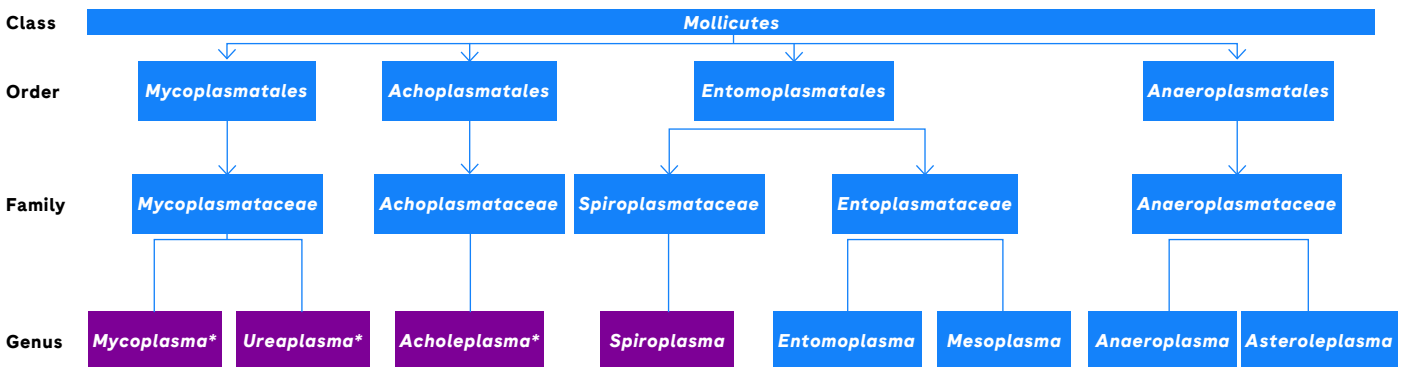 Class Mollicutes
Order Mycoplasmatales Achoplasmatales Entomoplasmatales Anaeroplasmatales
Family Mycoplasmataceae Achoplasmataceae Spiroplasmataceae Entoplasmataceae Anaeroplasmataceae
Genus Mycoplasma* Ureaplasma* Acholeplasma* Spiroplasma Entomoplasma Mesoplasma Anaeroplasma Asteroleplasma